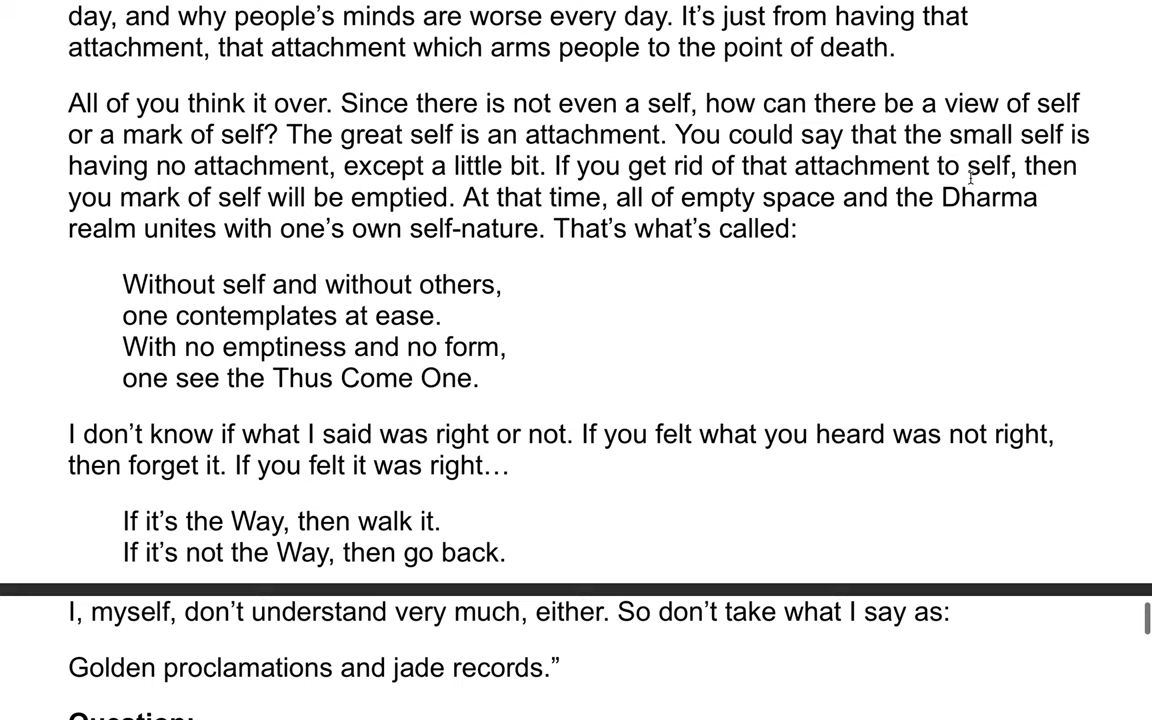 day, and why people’s minds are worse every day. It’s just from having that
attachment, that attachment which arms people to the point of death.
All of you think it over. Since there is not even a self, how can there be a view of self
or a mark of self? The great self is an attachment. You could say that the small self is
having no attachment, except a little bit. If you get rid of that attachment to self, then
you mark of self will be emptied. At that time, all of empty space and the Dharma
realm unites with one’s own self-nature. That’s what’s called:
Without self and without others,
one contemplates at ease.
With no emptiness and no form,
one see the Thus Come One.
I don’t know if what I said was right or not. If you felt what you heard was not right,
then forget it. If you felt it was right…
If it’s the Way, then walk it.
If it’s not the Way, then go back.
I, myself, don’t understand very much, either. So don’t take what I say as:
Golden proclamations and jade records.”
Question: